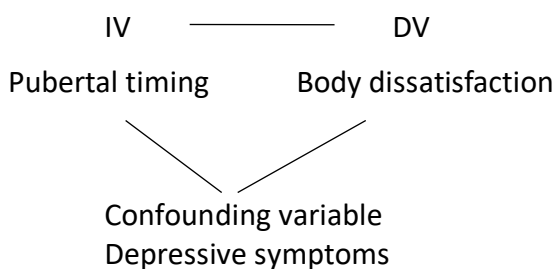 IV DV
Pubertal timing Body dissatisfaction
Confounding variable
Depressive symptoms